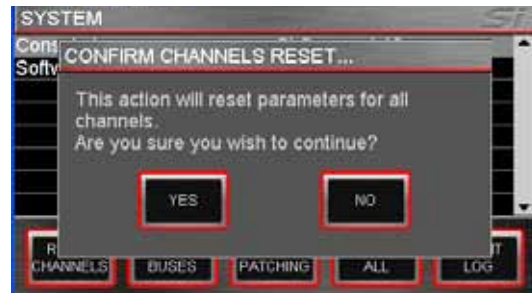 SYSTEM
CONFIRM CHANNELS RESET...
Softw
This action will reset parameters for all
channels.
Are you sure you wish to continue?
YES
NO
CHANNELS BUSES PATCHING ALL LOG